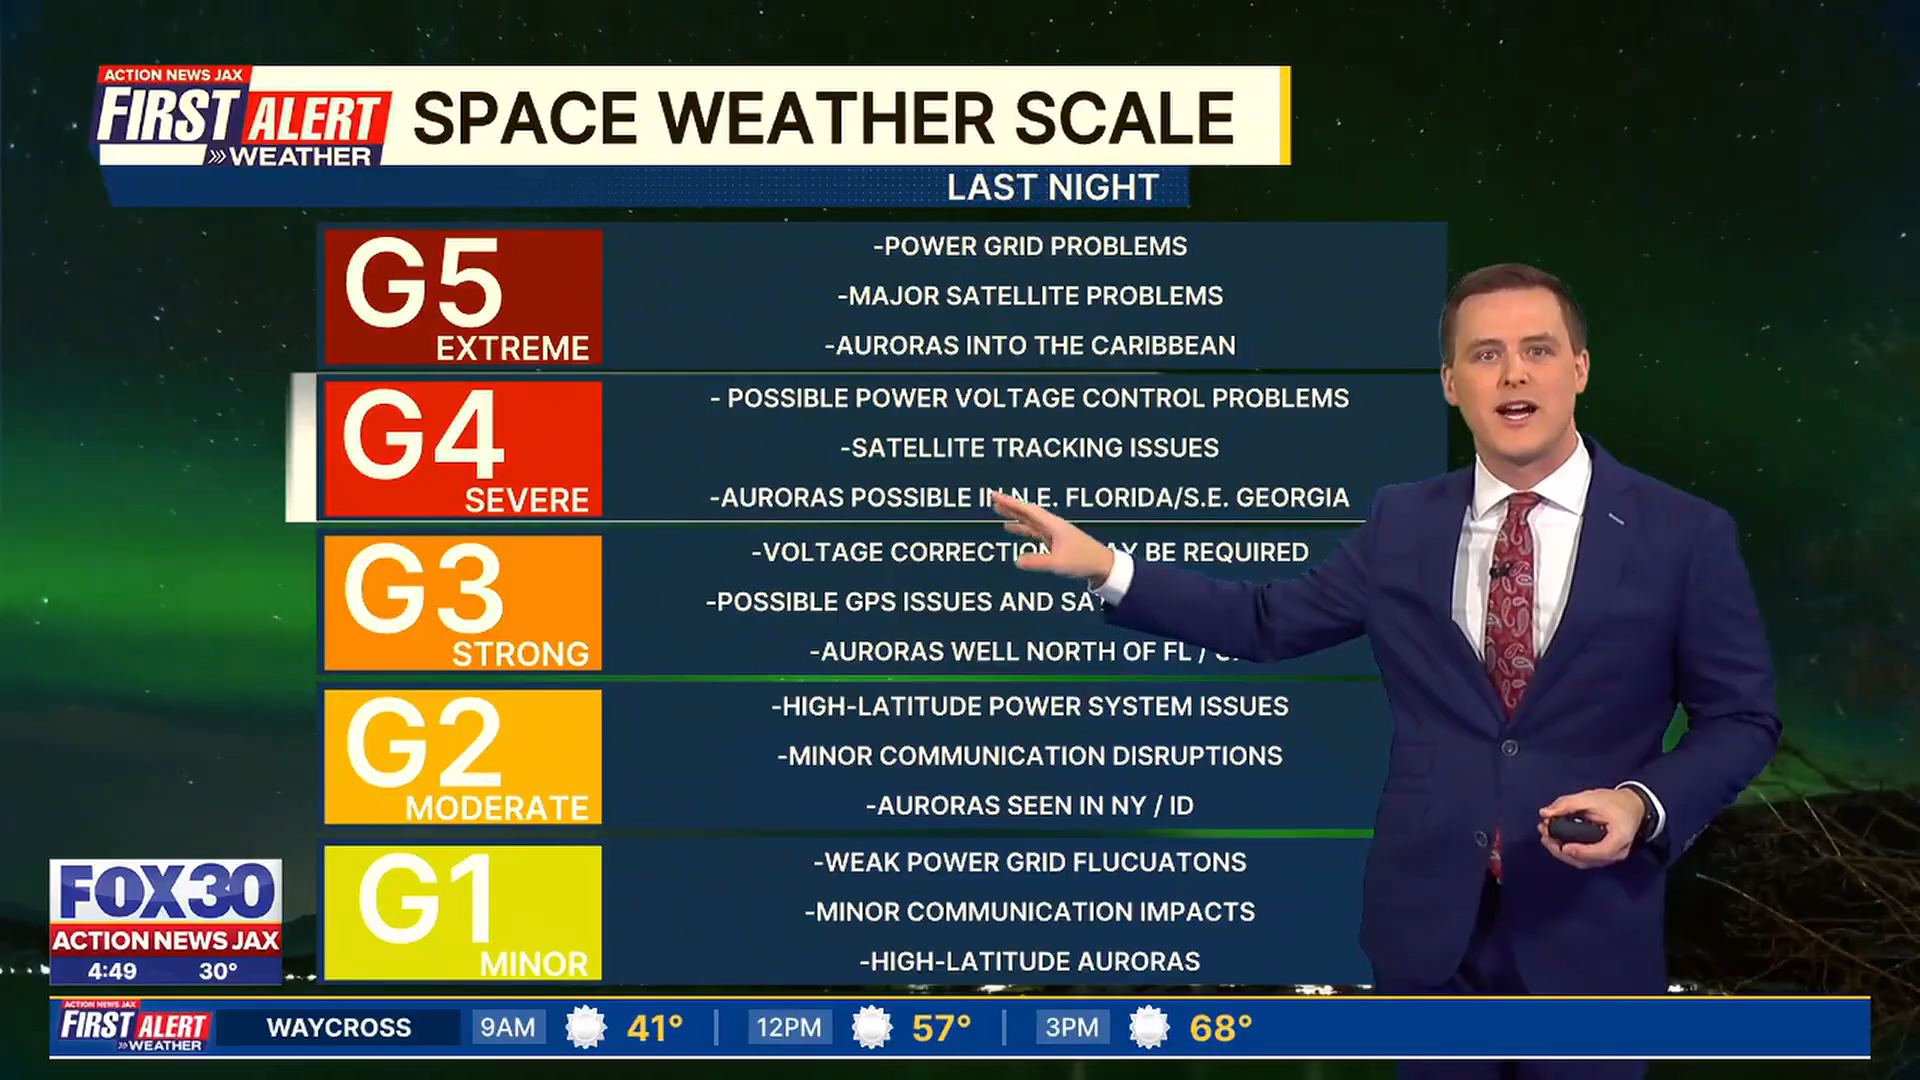 ACTION NEWS JAX
FIRST ALERT
WEATHER
SPACE WEATHER SCALE
LAST NIGHT
G5
EXTREME
-POWER GRID PROBLEMS
-MAJOR SATELLITE PROBLEMS
-AURORAS INTO THE CARIBBEAN
G4
SEVERE
- POSSIBLE POWER VOLTAGE CONTROL PROBLEMS
-SATELLITE TRACKING ISSUES
-AURORAS POSSIBLE IN N.E. FLORIDA/S.E. GEORGIA
G3
STRONG
-VOLTAGE BE REQUIRED
-POSSIBLE GPS ISSUES AND
-AURORAS WELL NORTH OF FL /
G2
MODERATE
-HIGH-LATITUDE POWER SYSTEM ISSUES
-MINOR COMMUNICATION DISRUPTIONS
-AURORAS SEEN IN NY / ID
G1
MINOR
-WEAK POWER GRID FLUCUATONS
-MINOR COMMUNICATION IMPACTS
-HIGH-LATITUDE AURORAS
FOX30
ACTION NEWS JAX
4:49 30°
ACTION NEWS JAX
FIRST ALERT
WEATHER
WAYCROSS 9AM 41° 12PM 57° 3PM 68°